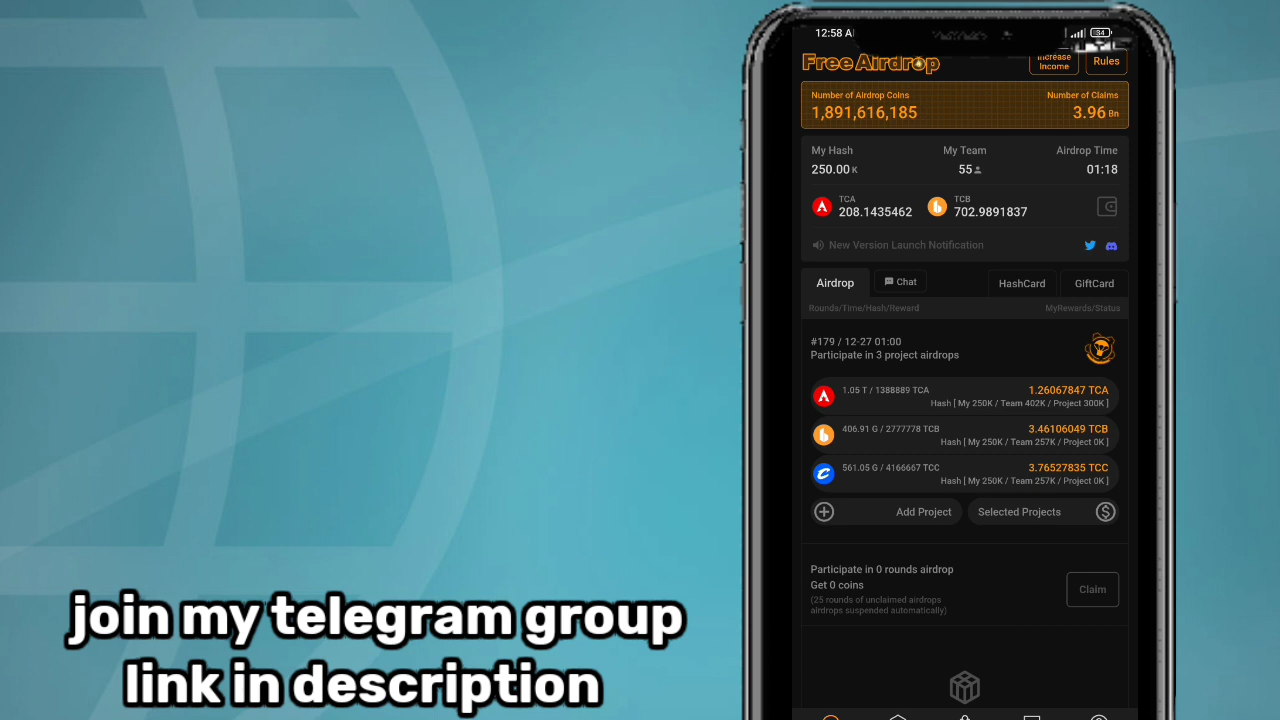 12:58 A
84
Free Airdrop
Increase
Income
Rules
Number of Airdrop Coins
Number of Claims
1,891,616,185
3.96 Bn
My Hash
My Team
Airdrop Time
250.00 K
55
01:18
TCA
208.1435462
TCB
702.9891837
New Version Launch Notification
Airdrop
Chat
HashCard
GiftCard
Rounds/Time/Hash/Reward
MyRewards/Status
#179 / 12-27 01:00
Participate in 3 project airdrops
1.05 T / 1388889 TCA
1.26067847 TCA
Hash [ My 250K / Team 402K / Project 300K ]
406.91 G / 2777778 TCB
3.46106049 TCB
Hash [ My 250K / Team 257K / Project 0K ]
561.05 G / 4166667 TCC
3.76527835 TCC
Hash [ My 250K / Team 257K / Project 0K ]
Add Project
Selected Projects
Participate in 0 rounds airdrop
Get 0 coins
(25 rounds of unclaimed airdrops
airdrops suspended automatically)
Claim
join my telegram group
link in description